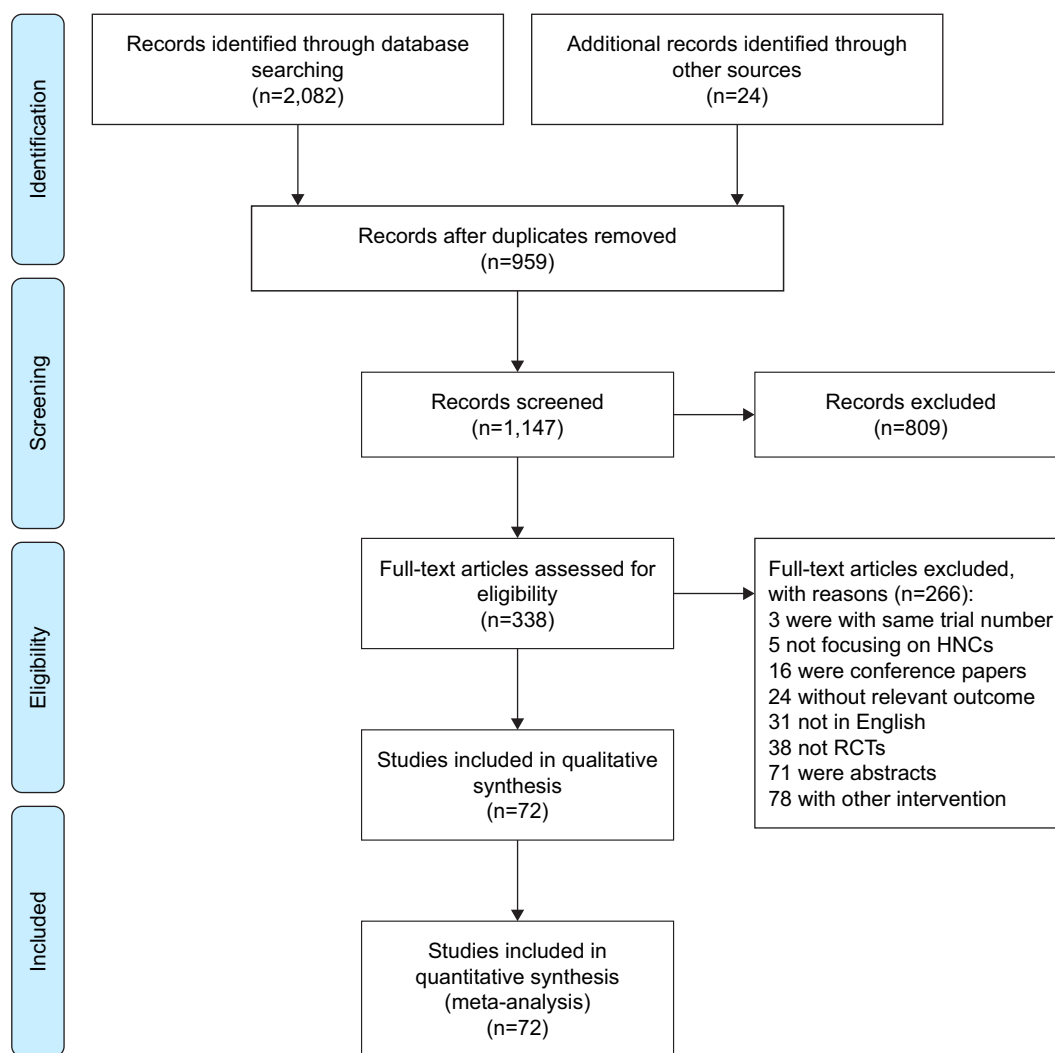 Identification
Records identified through database
searching
(n=2,082)
Additional records identified through
other sources
(n=24)
Records after duplicates removed
(n=959)
Screening
Records screened
(n=1,147)
Records excluded
(n=809)
Eligibility
Full-text articles assessed for
eligibility
(n=338)
Full-text articles excluded,
with reasons (n=266):
3 were with same trial number
5 not focusing on HNCs
16 were conference papers
24 without relevant outcome
31 not in English
38 not RCTs
71 were abstracts
78 with other intervention
Studies included in qualitative
synthesis
(n=72)
Included
Studies included in
quantitative synthesis
(meta-analysis)
(n=72)